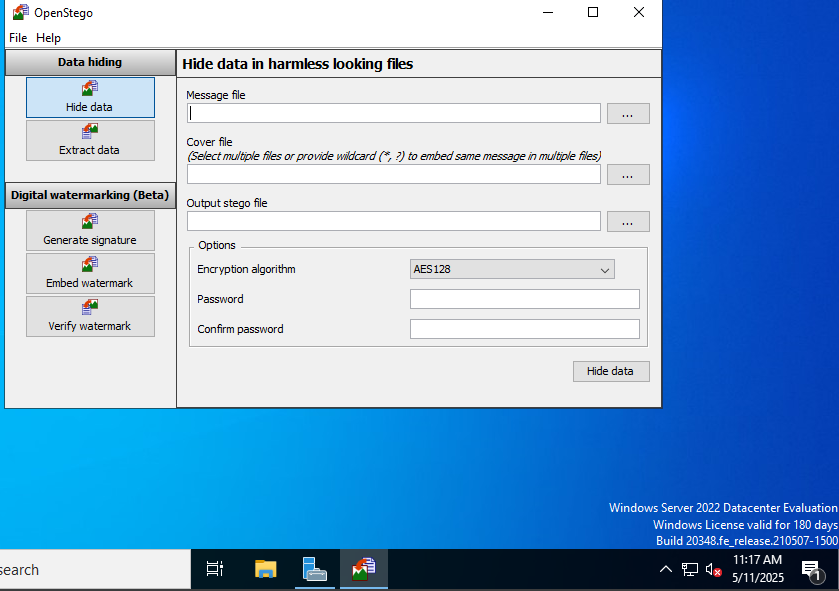 OpenStego
File Help
Data hiding
Hide data
Extract data
Digital watermarking (Beta)
Generate signature
Embed watermark
Verify watermark
Hide data in harmless looking files
Message file
...
Cover file
(Select multiple files or provide wildcard (*, ?) to embed same message in multiple files)
...
Output stego file
...
Options
Encryption algorithm AES128
Password
Confirm password
Hide data
Windows Server 2022 Datacenter Evaluation
Windows License valid for 180 days
Build 20348.fe_release.210507-1500
search
11:17 AM
5/11/2025
1